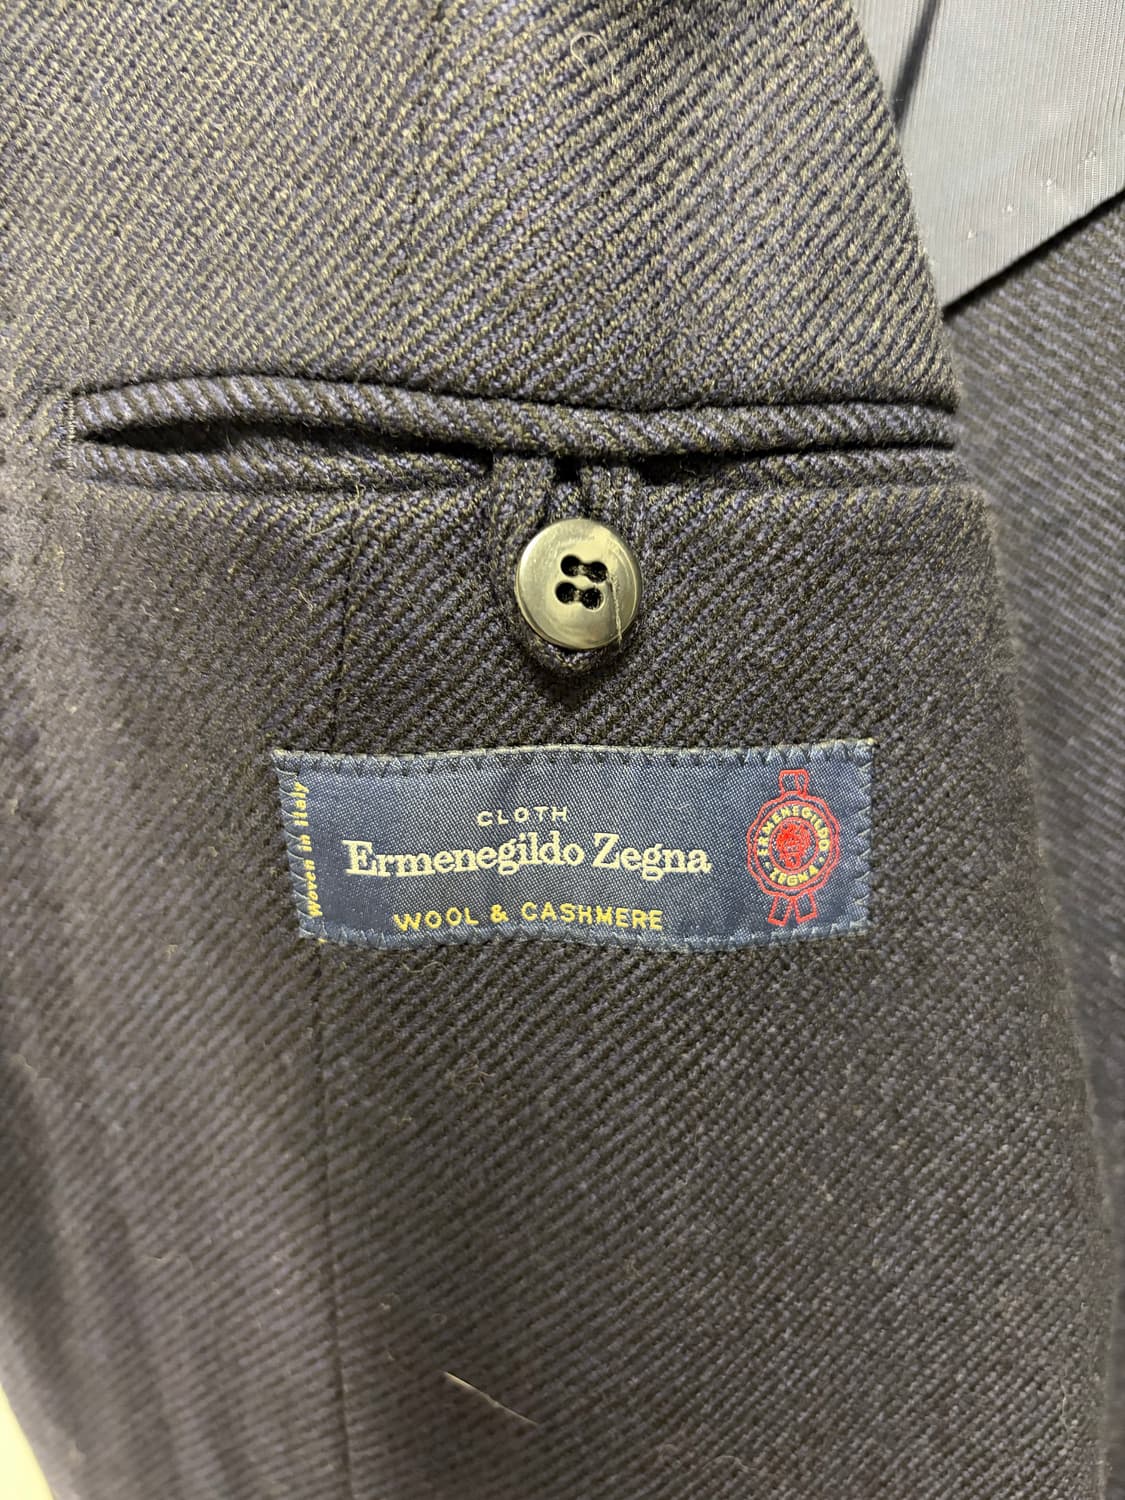 Woven in Italy
CLOTH
Ermenegildo Zegna
WOOL & CASHMERE
ERMENEGILDO
ZEGNA